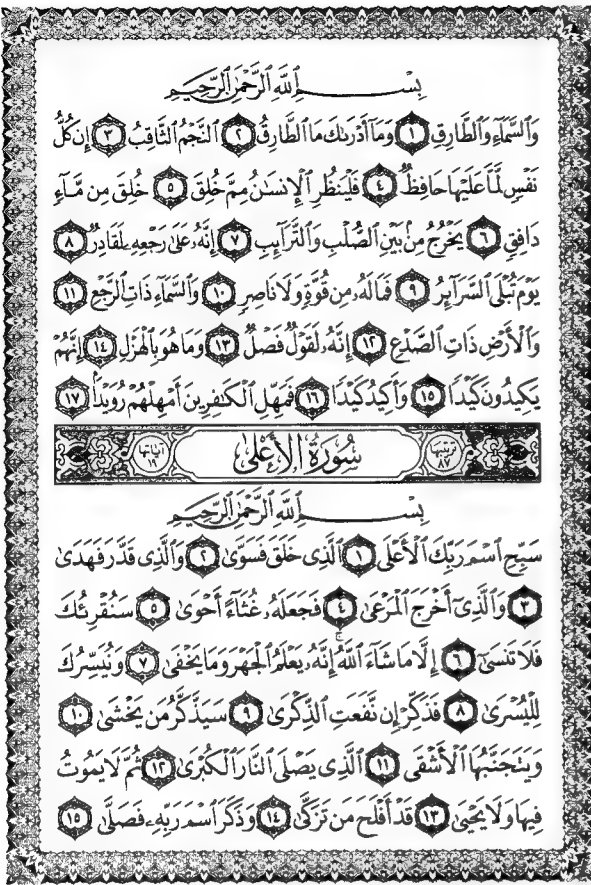 بِسْمِ ٱللَّهِ ٱلرَّحْمَٰنِ ٱلرَّحِيمِ
وَٱلسَّمَآءِ وَٱلطَّارِقِ ١ وَمَآ أَدْرَىٰكَ مَا ٱلطَّارِقُ ٢ ٱلنَّجْمُ ٱلثَّاقِبُ ٣ إِن كُلُّ
نَفْسٍ لَّمَّا عَلَيْهَا حَافِظٌ ٤ فَلْيَنظُرِ ٱلْإِنسَٰنُ مِمَّ خُلِقَ ٥ خُلِقَ مِن مَّآءٍ
دَافِقٍ ٦ يَخْرُجُ مِنۢ بَيْنِ ٱلصُّلْبِ وَٱلتَّرَآئِبِ ٧ إِنَّهُۥ عَلَىٰ رَجْعِهِۦ لَقَادِرٌ ٨
يَوْمَ تُبْلَى ٱلسَّرَآئِرُ ٩ فَمَا لَهُۥ مِن قُوَّةٍ وَلَا نَاصِرٍ ١٠ وَٱلسَّمَآءِ ذَاتِ ٱلرَّجْعِ ١١
وَٱلْأَرْضِ ذَاتِ ٱلصَّدْعِ ١٢ إِنَّهُۥ لَقَوْلٌ فَصْلٌ ١٣ وَمَا هُوَ بِٱلْهَزْلِ ١٤ إِنَّهُمْ
يَكِيدُونَ كَيْدًا ١٥ وَأَكِيدُ كَيْدًا ١٦ فَمَهِّلِ ٱلْكَٰفِرِينَ أَمْهِلْهُمْ رُوَيْدًۢا ١٧
ترتيبها ٨٧ سُورَةُ ٱلْأَعْلَىٰ آياتها ١٩
بِسْمِ ٱللَّهِ ٱلرَّحْمَٰنِ ٱلرَّحِيمِ
سَبِّحِ ٱسْمَ رَبِّكَ ٱلْأَعْلَى ١ ٱلَّذِى خَلَقَ فَسَوَّىٰ ٢ وَٱلَّذِى قَدَّرَ فَهَدَىٰ
٣ وَٱلَّذِىٓ أَخْرَجَ ٱلْمَرْعَىٰ ٤ فَجَعَلَهُۥ غُثَآءً أَحْوَىٰ ٥ سَنُقْرِئُكَ
فَلَا تَنسَىٰٓ ٦ إِلَّا مَا شَآءَ ٱللَّهُ ۚ إِنَّهُۥ يَعْلَمُ ٱلْجَهْرَ وَمَا يَخْفَىٰ ٧ وَنُيَسِّرُكَ
لِلْيُسْرَىٰ ٨ فَذَكِّرْ إِن نَّفَعَتِ ٱلذِّكْرَىٰ ٩ سَيَذَّكَّرُ مَن يَخْشَىٰ ١٠
وَيَتَجَنَّبُهَا ٱلْأَشْقَى ١١ ٱلَّذِى يَصْلَى ٱلنَّارَ ٱلْكُبْرَىٰ ١٢ ثُمَّ لَا يَمُوتُ
فِيهَا وَلَا يَحْيَىٰ ١٣ قَدْ أَفْلَحَ مَن تَزَكَّىٰ ١٤ وَذَكَرَ ٱسْمَ رَبِّهِۦ فَصَلَّىٰ ١٥